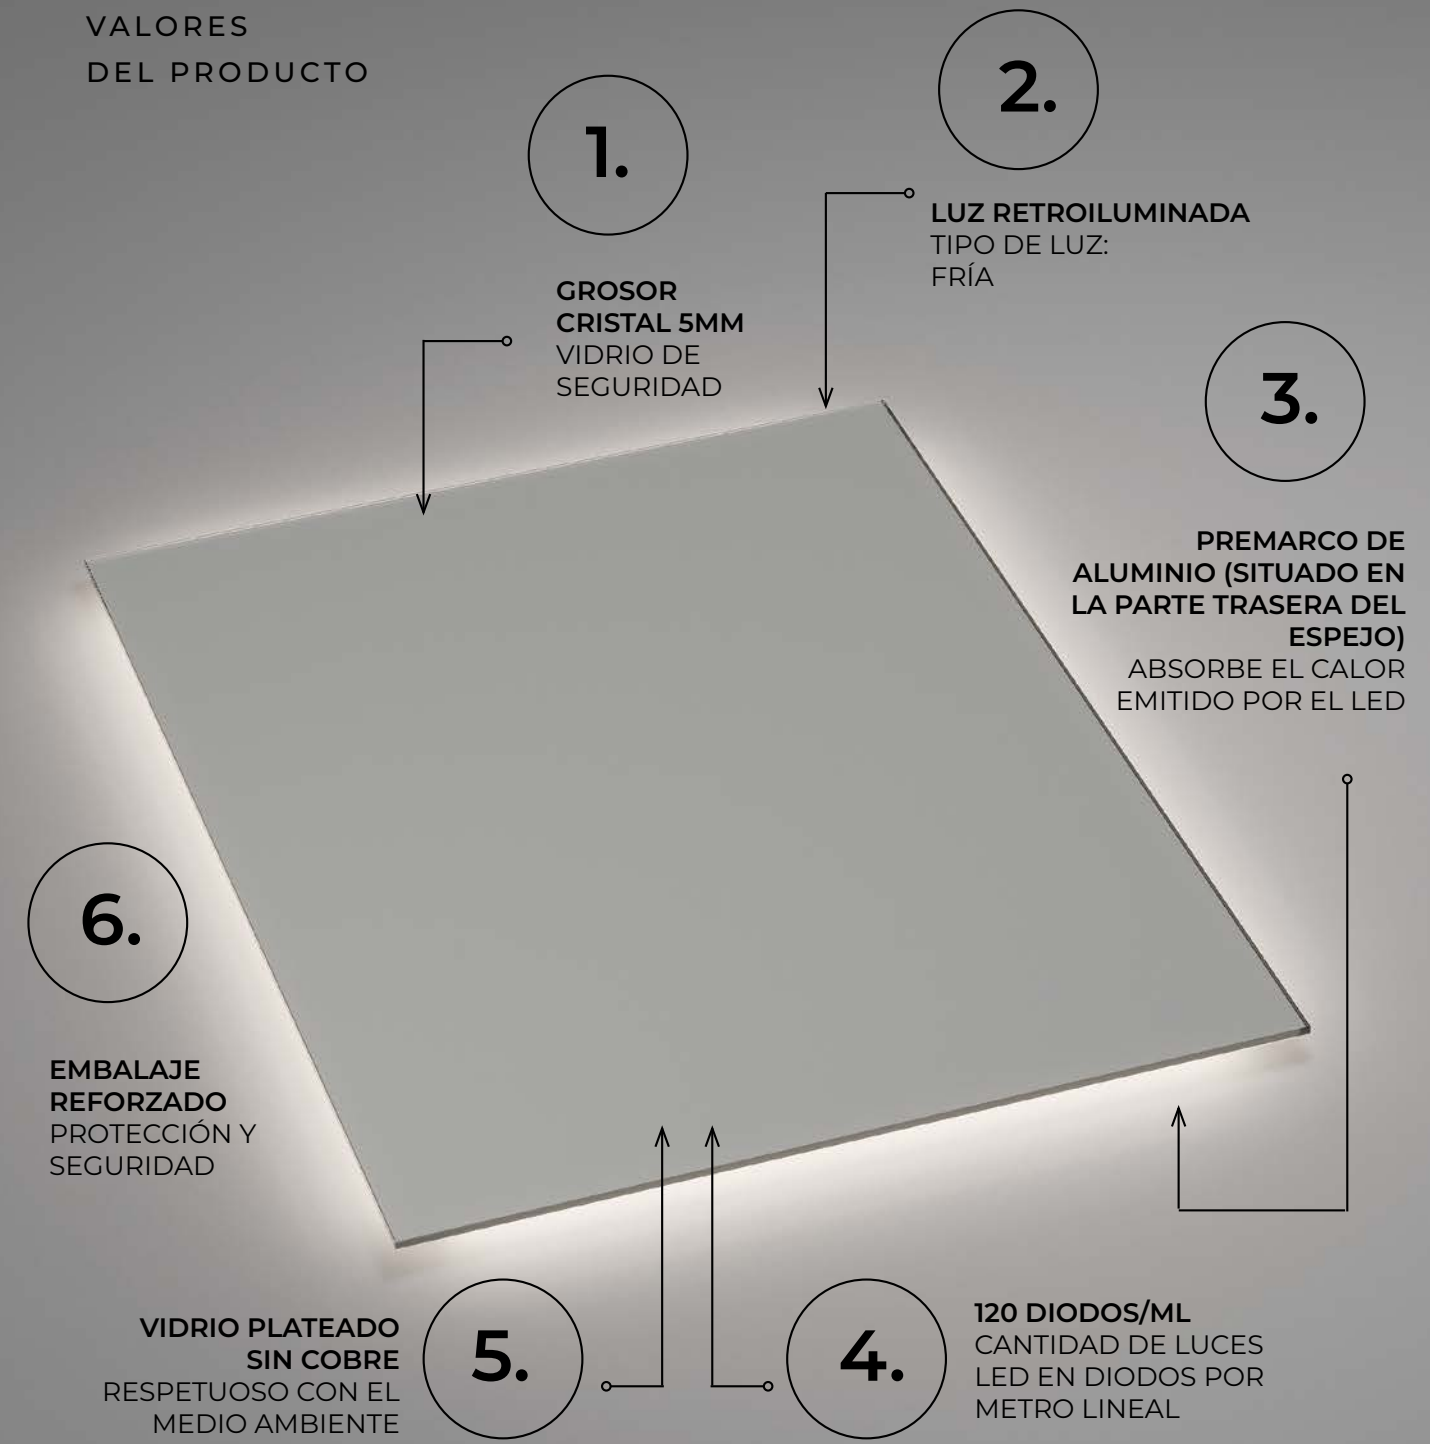 VALORES
DEL PRODUCTO
1.
GROSOR
CRISTAL 5MM
VIDRIO DE
SEGURIDAD
2.
LUZ RETROILUMINADA
TIPO DE LUZ:
FRÍA
3.
PREMARCO DE
ALUMINIO (SITUADO EN
LA PARTE TRASERA DEL
ESPEJO)
ABSORBE EL CALOR
EMITIDO POR EL LED
4.
120 DIODOS/ML
CANTIDAD DE LUCES
LED EN DIODOS POR
METRO LINEAL
5.
VIDRIO PLATEADO
SIN COBRE
RESPETUOSO CON EL
MEDIO AMBIENTE
6.
EMBALAJE
REFORZADO
PROTECCIÓN Y
SEGURIDAD